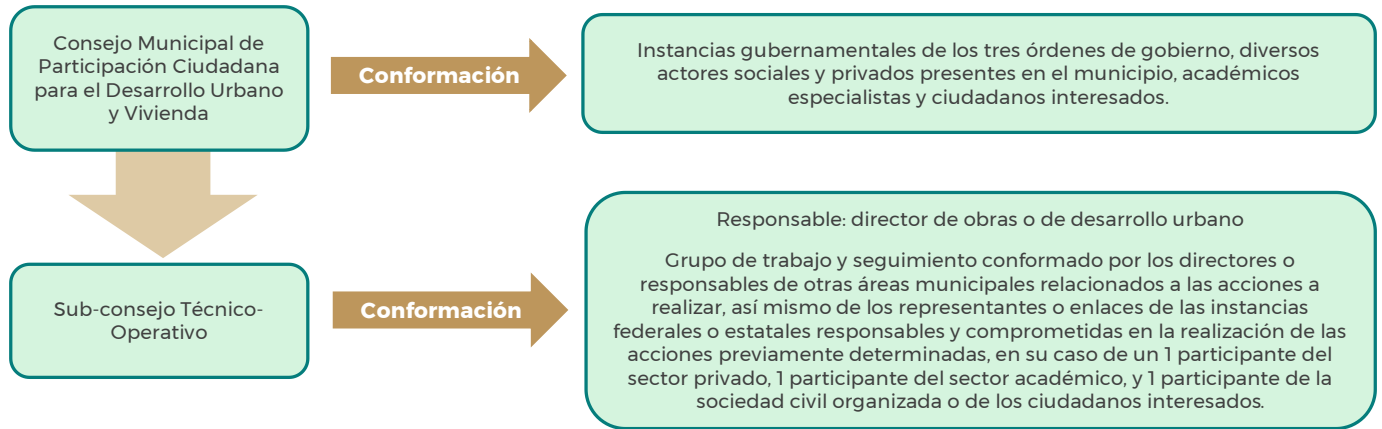 Consejo Municipal de
Participación Ciudadana
para el Desarrollo Urbano
y Vivienda
Conformación
Instancias gubernamentales de los tres órdenes de gobierno, diversos
actores sociales y privados presentes en el municipio, académicos
especialistas y ciudadanos interesados.
Sub-consejo Técnico-
Operativo
Conformación
Responsable: director de obras o de desarrollo urbano
Grupo de trabajo y seguimiento conformado por los directores o
responsables de otras áreas municipales relacionados a las acciones a
realizar, así mismo de los representantes o enlaces de las instancias
federales o estatales responsables y comprometidas en la realización de las
acciones previamente determinadas, en su caso de un 1 participante del
sector privado, 1 participante del sector académico, y 1 participante de la
sociedad civil organizada o de los ciudadanos interesados.